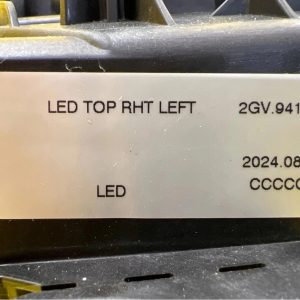 LED TOP RHT LEFT 2GV.941
2024.08
LED CCCCC